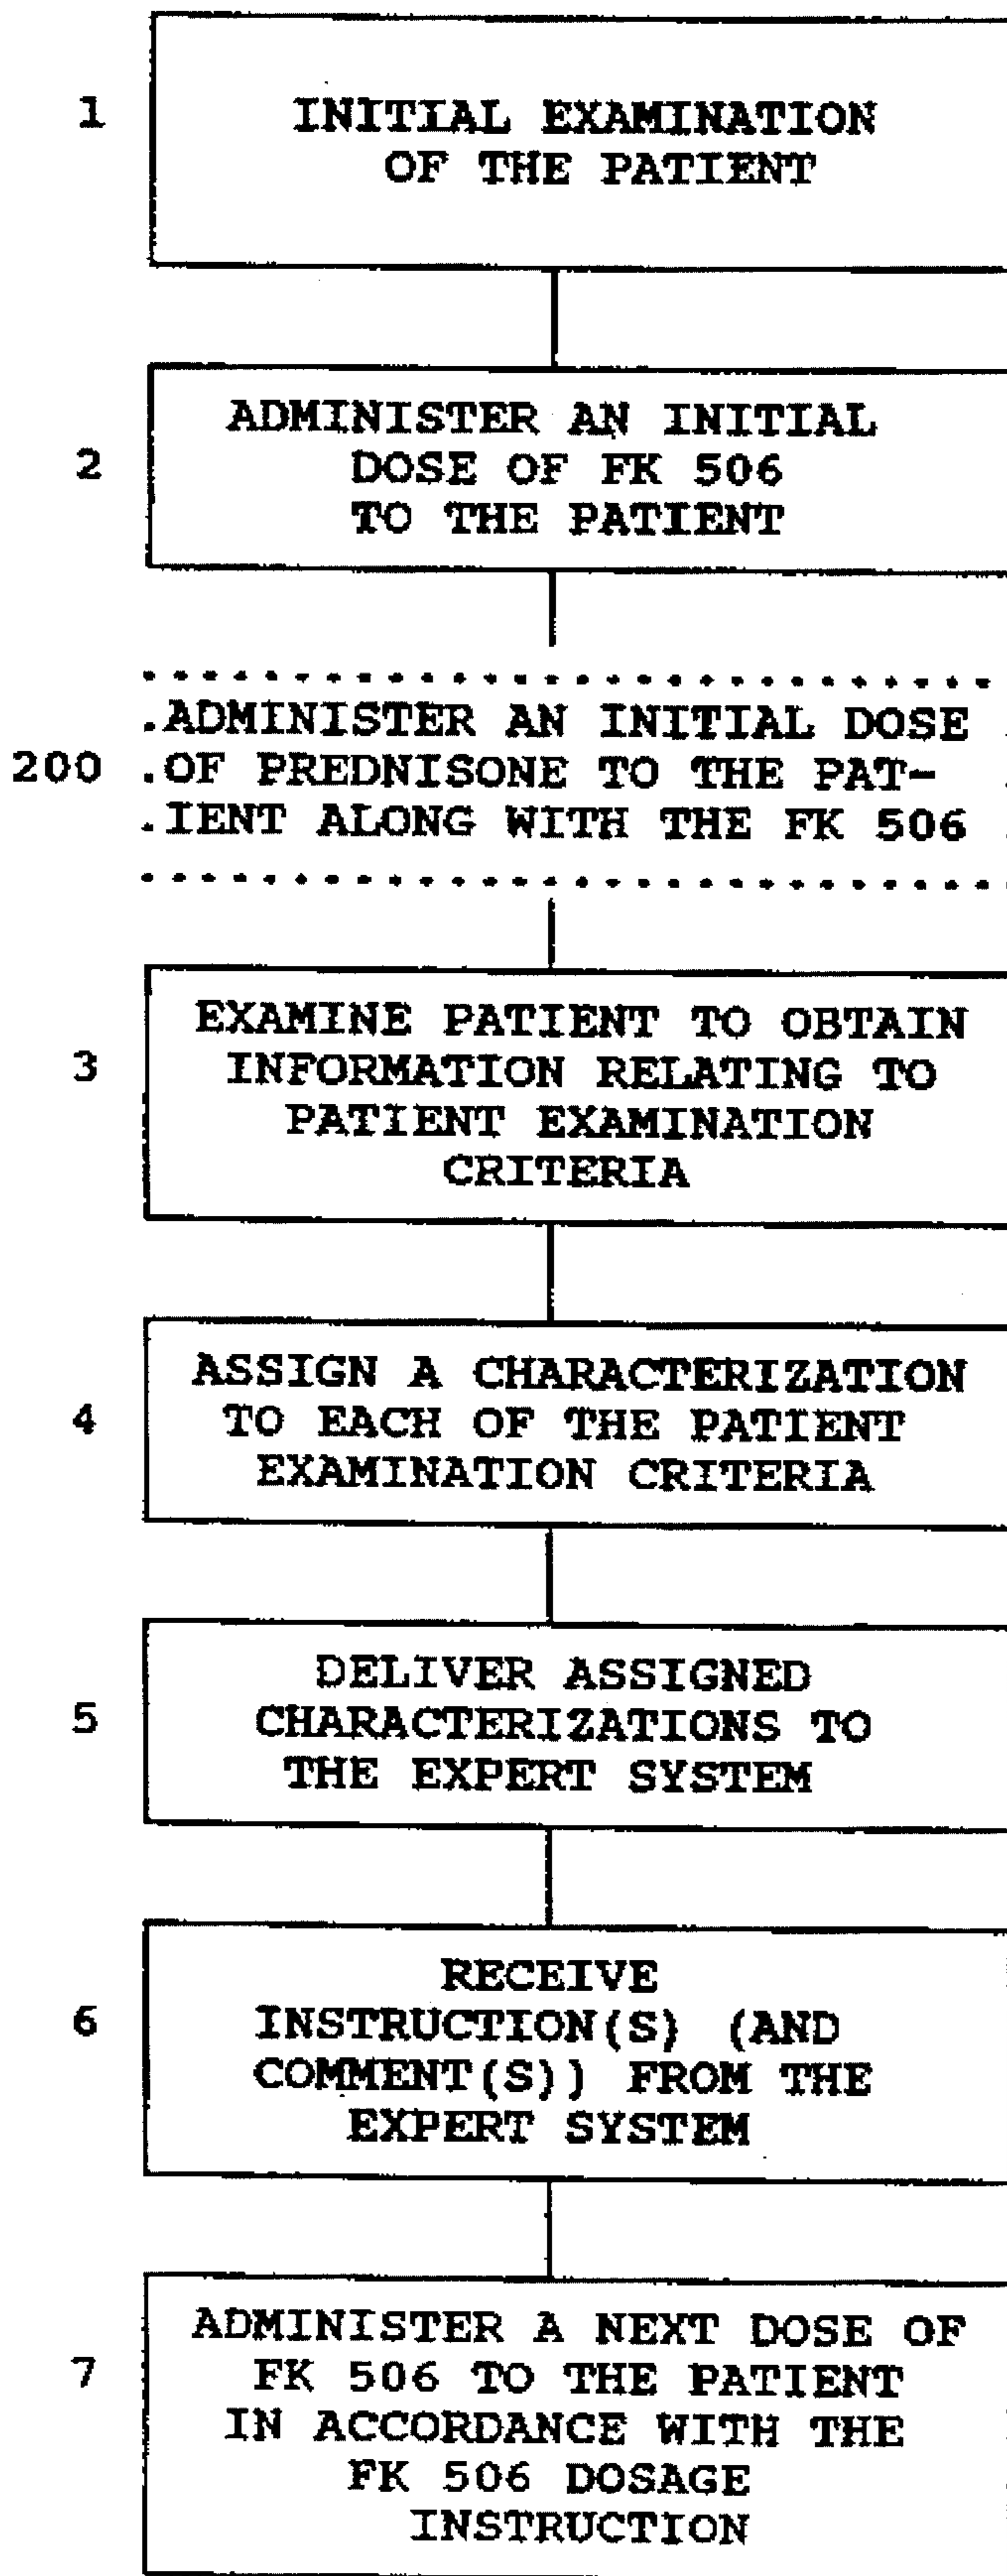 1
INITIAL EXAMINATION
OF THE PATIENT
2
ADMINISTER AN INITIAL
DOSE OF FK 506
TO THE PATIENT
200
.ADMINISTER AN INITIAL DOSE
.OF PREDNISONE TO THE PAT-
.IENT ALONG WITH THE FK 506
3
EXAMINE PATIENT TO OBTAIN
INFORMATION RELATING TO
PATIENT EXAMINATION
CRITERIA
4
ASSIGN A CHARACTERIZATION
TO EACH OF THE PATIENT
EXAMINATION CRITERIA
5
DELIVER ASSIGNED
CHARACTERIZATIONS TO
THE EXPERT SYSTEM
6
RECEIVE
INSTRUCTION(S) (AND
COMMENT(S)) FROM THE
EXPERT SYSTEM
7
ADMINISTER A NEXT DOSE OF
FK 506 TO THE PATIENT
IN ACCORDANCE WITH THE
FK 506 DOSAGE
INSTRUCTION